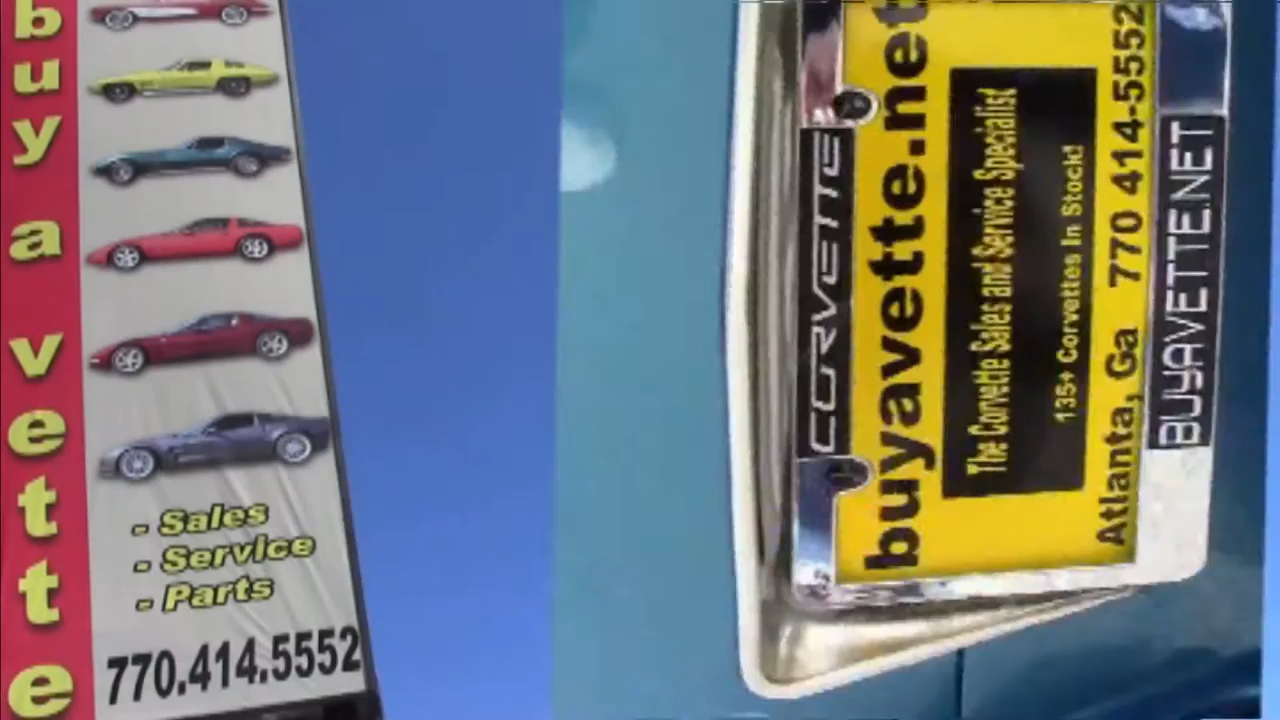 buy a vette
- Sales
- Service
- Parts
770.414.5552
CORVETTE
buyavette.net
The Corvette Sales and Service Specialist
135+ Corvettes In Stock!
Atlanta, Ga 770 414-5552
BUYAVETTE.NET